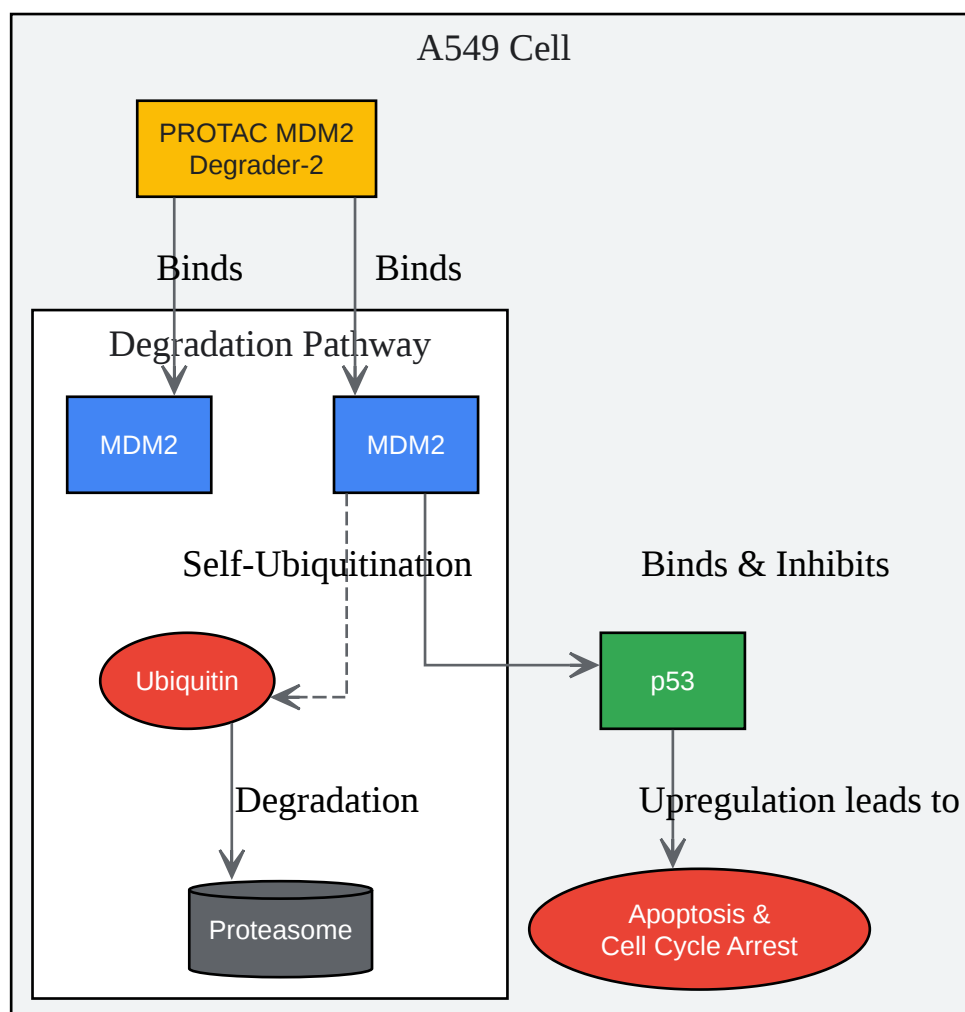 A549 Cell
PROTAC MDM2
Degrader-2
Binds
Binds
Degradation Pathway
MDM2
MDM2
Self-Ubiquitination
Binds & Inhibits
Ubiquitin
p53
Degradation
Upregulation leads to
Proteasome
Apoptosis &
Cell Cycle Arrest